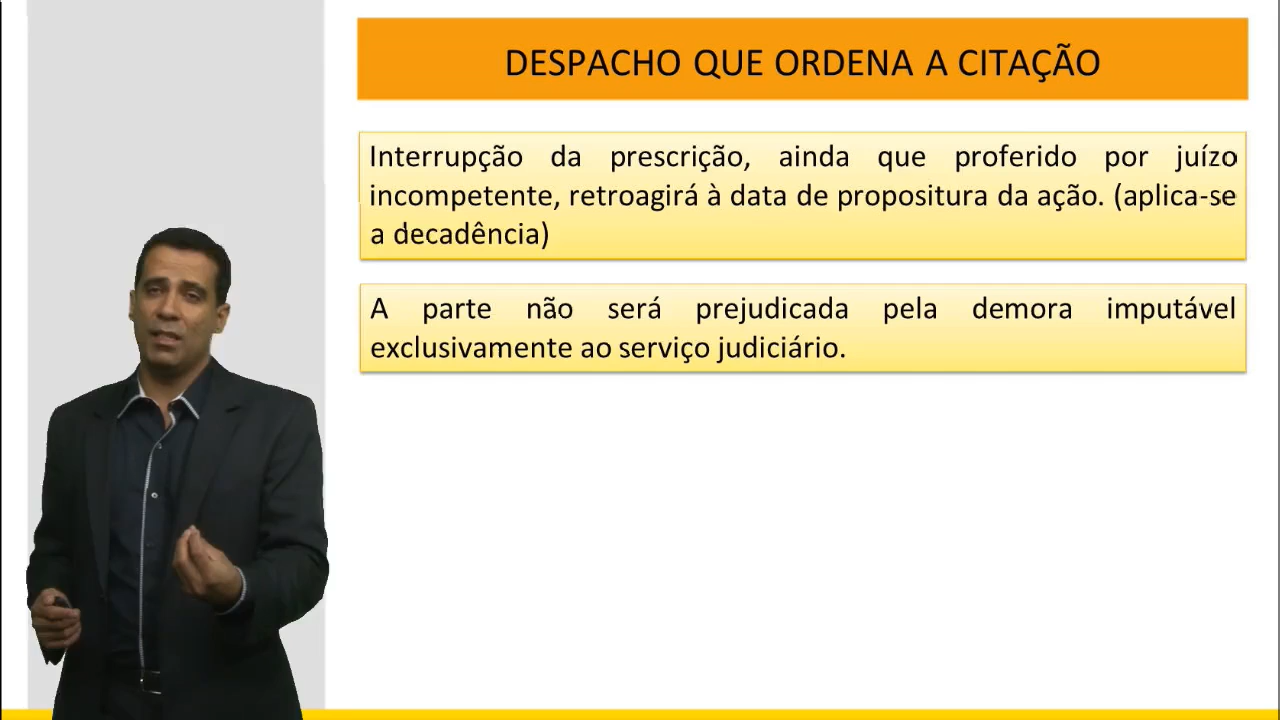 DESPACHO QUE ORDENA A CITAÇÃO
Interrupção da prescrição, ainda que proferido por juízo
incompetente, retroagirá à data de propositura da ação. (aplica-se
a decadência)
A parte não será prejudicada pela demora imputável
exclusivamente ao serviço judiciário.